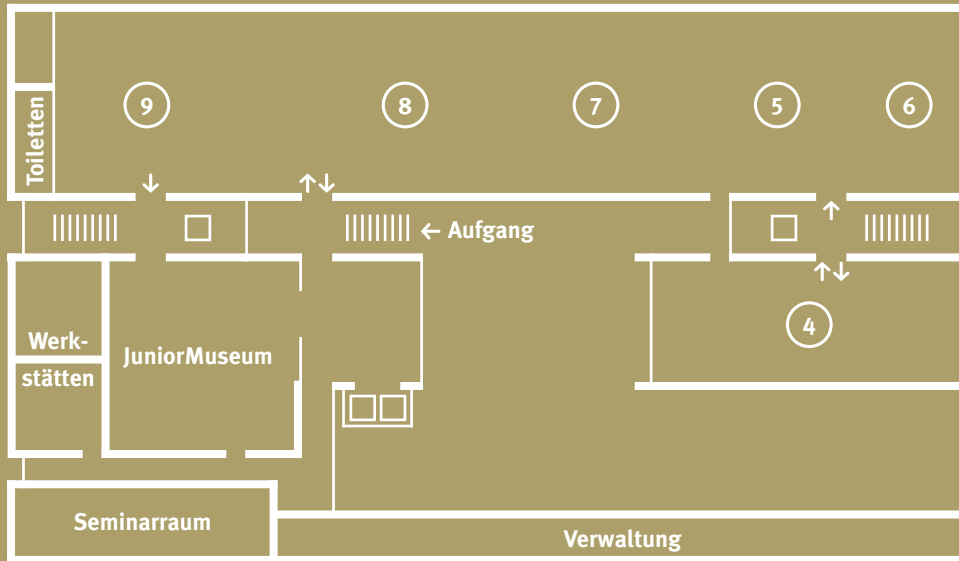 9
8
7
5
6
Toiletten
← Aufgang
4
Werk-
stätten
JuniorMuseum
Seminarraum
Verwaltung